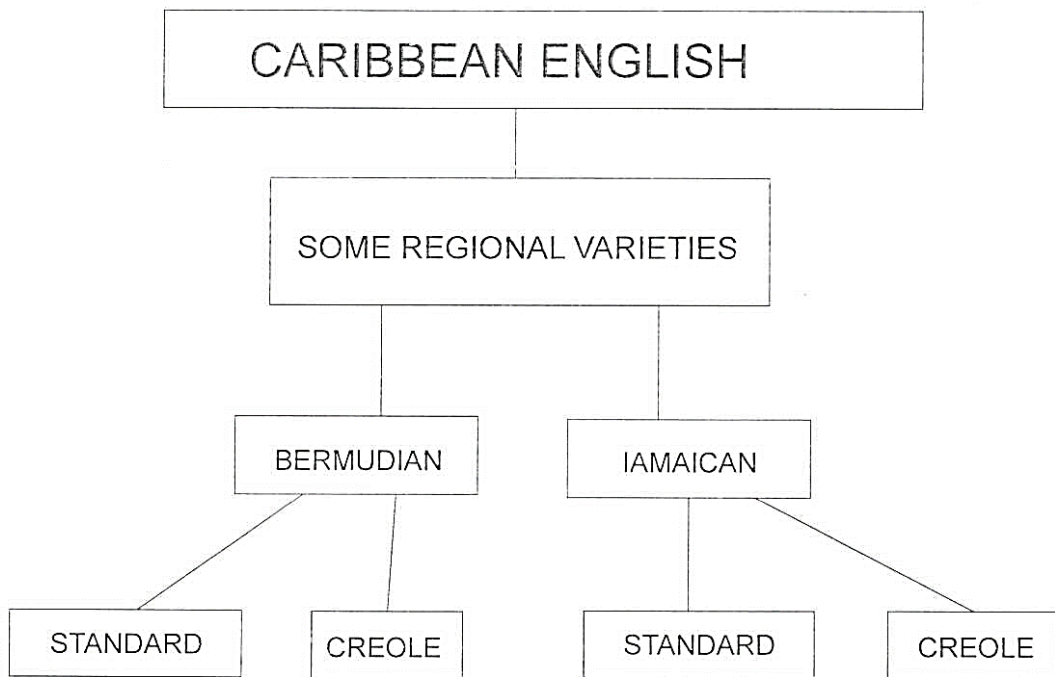 CARIBBEAN ENGLISH
SOME REGIONAL VARIETIES
BERMUDIAN
IAMAICAN
STANDARD
CREOLE
STANDARD
CREOLE